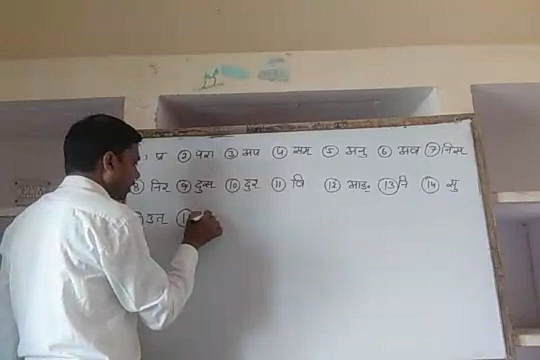 ① प्र ② परा ③ अप ④ सम् ⑤ अनु ⑥ अव ⑦ निस्
⑧ निर् ⑨ दुस् ⑩ दुर् ⑪ वि ⑫ आङ् ⑬ नि ⑭ सु
उत्